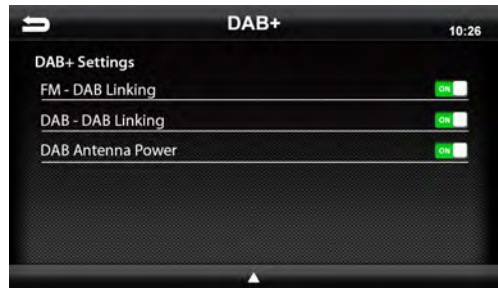 DAB+
10:26
DAB+ Settings
FM - DAB Linking ON
DAB - DAB Linking ON
DAB Antenna Power ON